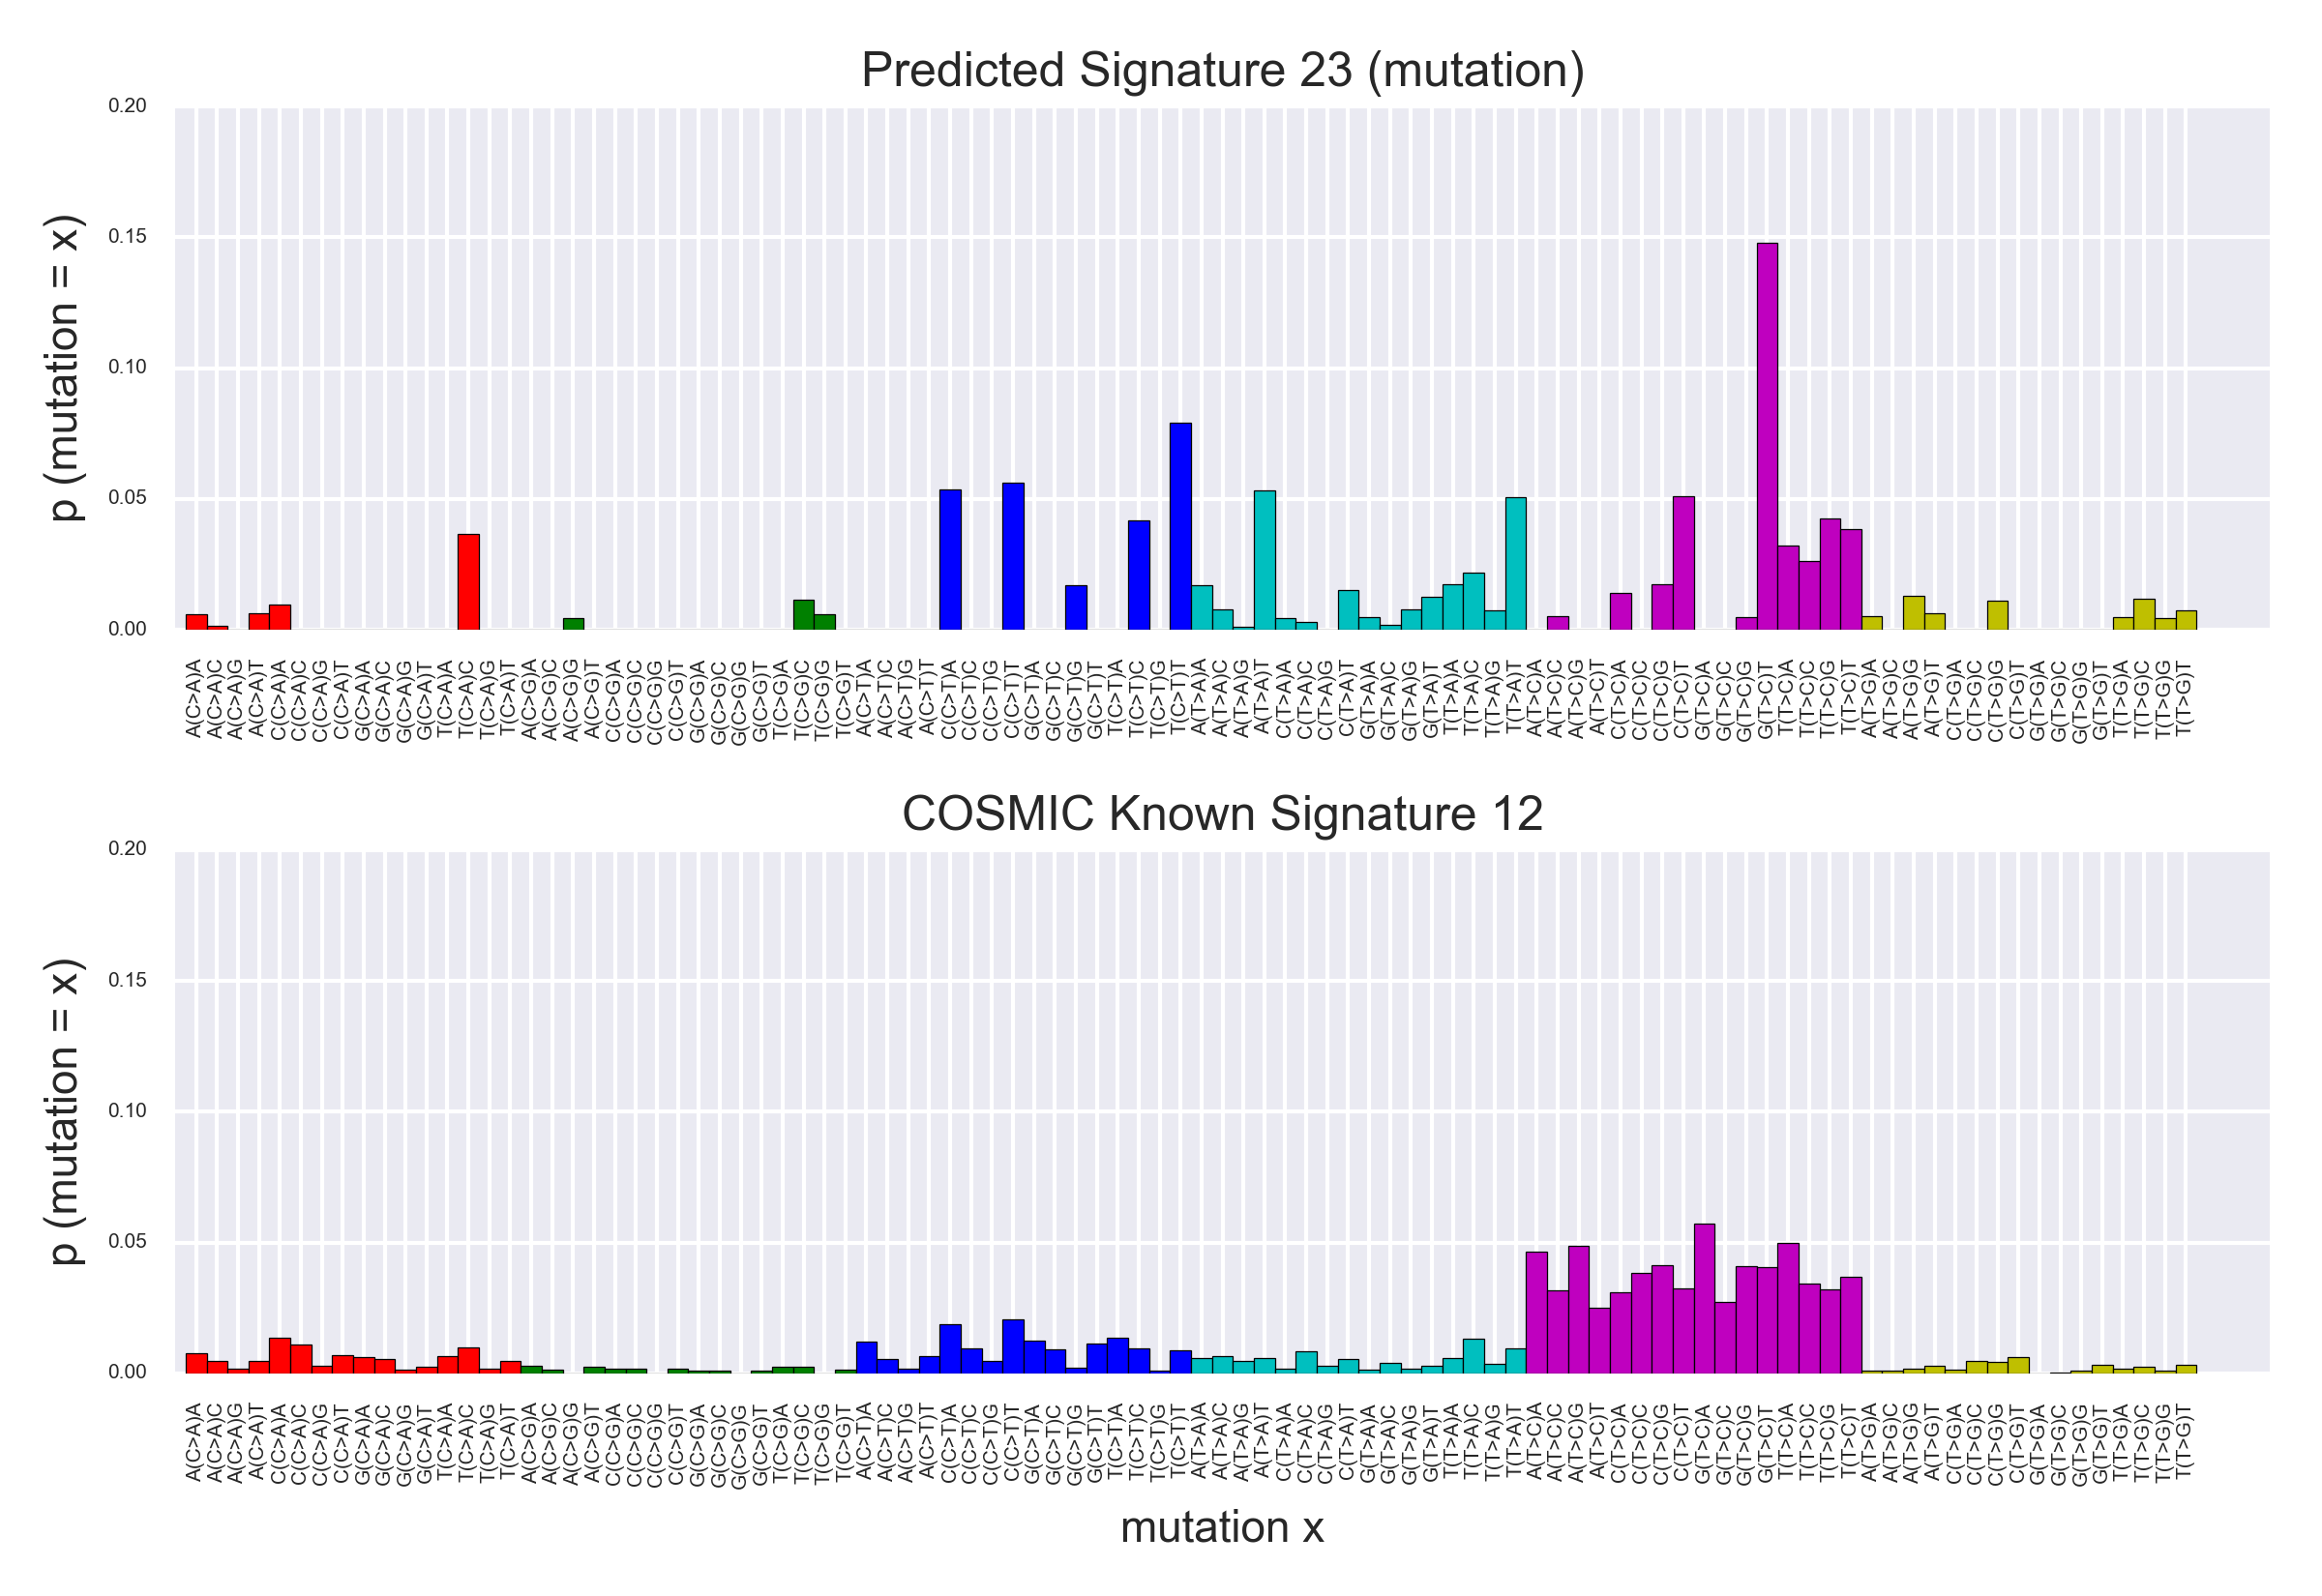 Predicted Signature 23 (mutation)
0.20
0.15
0.10
0.05
0.00
p (mutation = x)
A(C>A)A
A(C>A)C
A(C>A)G
A(C>A)T
C(C>A)A
C(C>A)C
C(C>A)G
C(C>A)T
G(C>A)A
G(C>A)C
G(C>A)G
G(C>A)T
T(C>A)A
T(C>A)C
T(C>A)G
T(C>A)T
A(C>G)A
A(C>G)C
A(C>G)G
A(C>G)T
C(C>G)A
C(C>G)C
C(C>G)G
C(C>G)T
G(C>G)A
G(C>G)C
G(C>G)G
G(C>G)T
T(C>G)A
T(C>G)C
T(C>G)G
T(C>G)T
A(C>T)A
A(C>T)C
A(C>T)G
A(C>T)T
C(C>T)A
C(C>T)C
C(C>T)G
C(C>T)T
G(C>T)A
G(C>T)C
G(C>T)G
G(C>T)T
T(C>T)A
T(C>T)C
T(C>T)G
T(C>T)T
A(T>A)A
A(T>A)C
A(T>A)G
A(T>A)T
C(T>A)A
C(T>A)C
C(T>A)G
C(T>A)T
G(T>A)A
G(T>A)C
G(T>A)G
G(T>A)T
T(T>A)A
T(T>A)C
T(T>A)G
T(T>A)T
A(T>C)A
A(T>C)C
A(T>C)G
A(T>C)T
C(T>C)A
C(T>C)C
C(T>C)G
C(T>C)T
G(T>C)A
G(T>C)C
G(T>C)G
G(T>C)T
T(T>C)A
T(T>C)C
T(T>C)G
T(T>C)T
A(T>G)A
A(T>G)C
A(T>G)G
A(T>G)T
C(T>G)A
C(T>G)C
C(T>G)G
C(T>G)T
G(T>G)A
G(T>G)C
G(T>G)G
G(T>G)T
T(T>G)A
T(T>G)C
T(T>G)G
T(T>G)T
COSMIC Known Signature 12
0.20
0.15
0.10
0.05
0.00
p (mutation = x)
A(C>A)A
A(C>A)C
A(C>A)G
A(C>A)T
C(C>A)A
C(C>A)C
C(C>A)G
C(C>A)T
G(C>A)A
G(C>A)C
G(C>A)G
G(C>A)T
T(C>A)A
T(C>A)C
T(C>A)G
T(C>A)T
A(C>G)A
A(C>G)C
A(C>G)G
A(C>G)T
C(C>G)A
C(C>G)C
C(C>G)G
C(C>G)T
G(C>G)A
G(C>G)C
G(C>G)G
G(C>G)T
T(C>G)A
T(C>G)C
T(C>G)G
T(C>G)T
A(C>T)A
A(C>T)C
A(C>T)G
A(C>T)T
C(C>T)A
C(C>T)C
C(C>T)G
C(C>T)T
G(C>T)A
G(C>T)C
G(C>T)G
G(C>T)T
T(C>T)A
T(C>T)C
T(C>T)G
T(C>T)T
A(T>A)A
A(T>A)C
A(T>A)G
A(T>A)T
C(T>A)A
C(T>A)C
C(T>A)G
C(T>A)T
G(T>A)A
G(T>A)C
G(T>A)G
G(T>A)T
T(T>A)A
T(T>A)C
T(T>A)G
T(T>A)T
A(T>C)A
A(T>C)C
A(T>C)G
A(T>C)T
C(T>C)A
C(T>C)C
C(T>C)G
C(T>C)T
G(T>C)A
G(T>C)C
G(T>C)G
G(T>C)T
T(T>C)A
T(T>C)C
T(T>C)G
T(T>C)T
A(T>G)A
A(T>G)C
A(T>G)G
A(T>G)T
C(T>G)A
C(T>G)C
C(T>G)G
C(T>G)T
G(T>G)A
G(T>G)C
G(T>G)G
G(T>G)T
T(T>G)A
T(T>G)C
T(T>G)G
T(T>G)T
mutation x